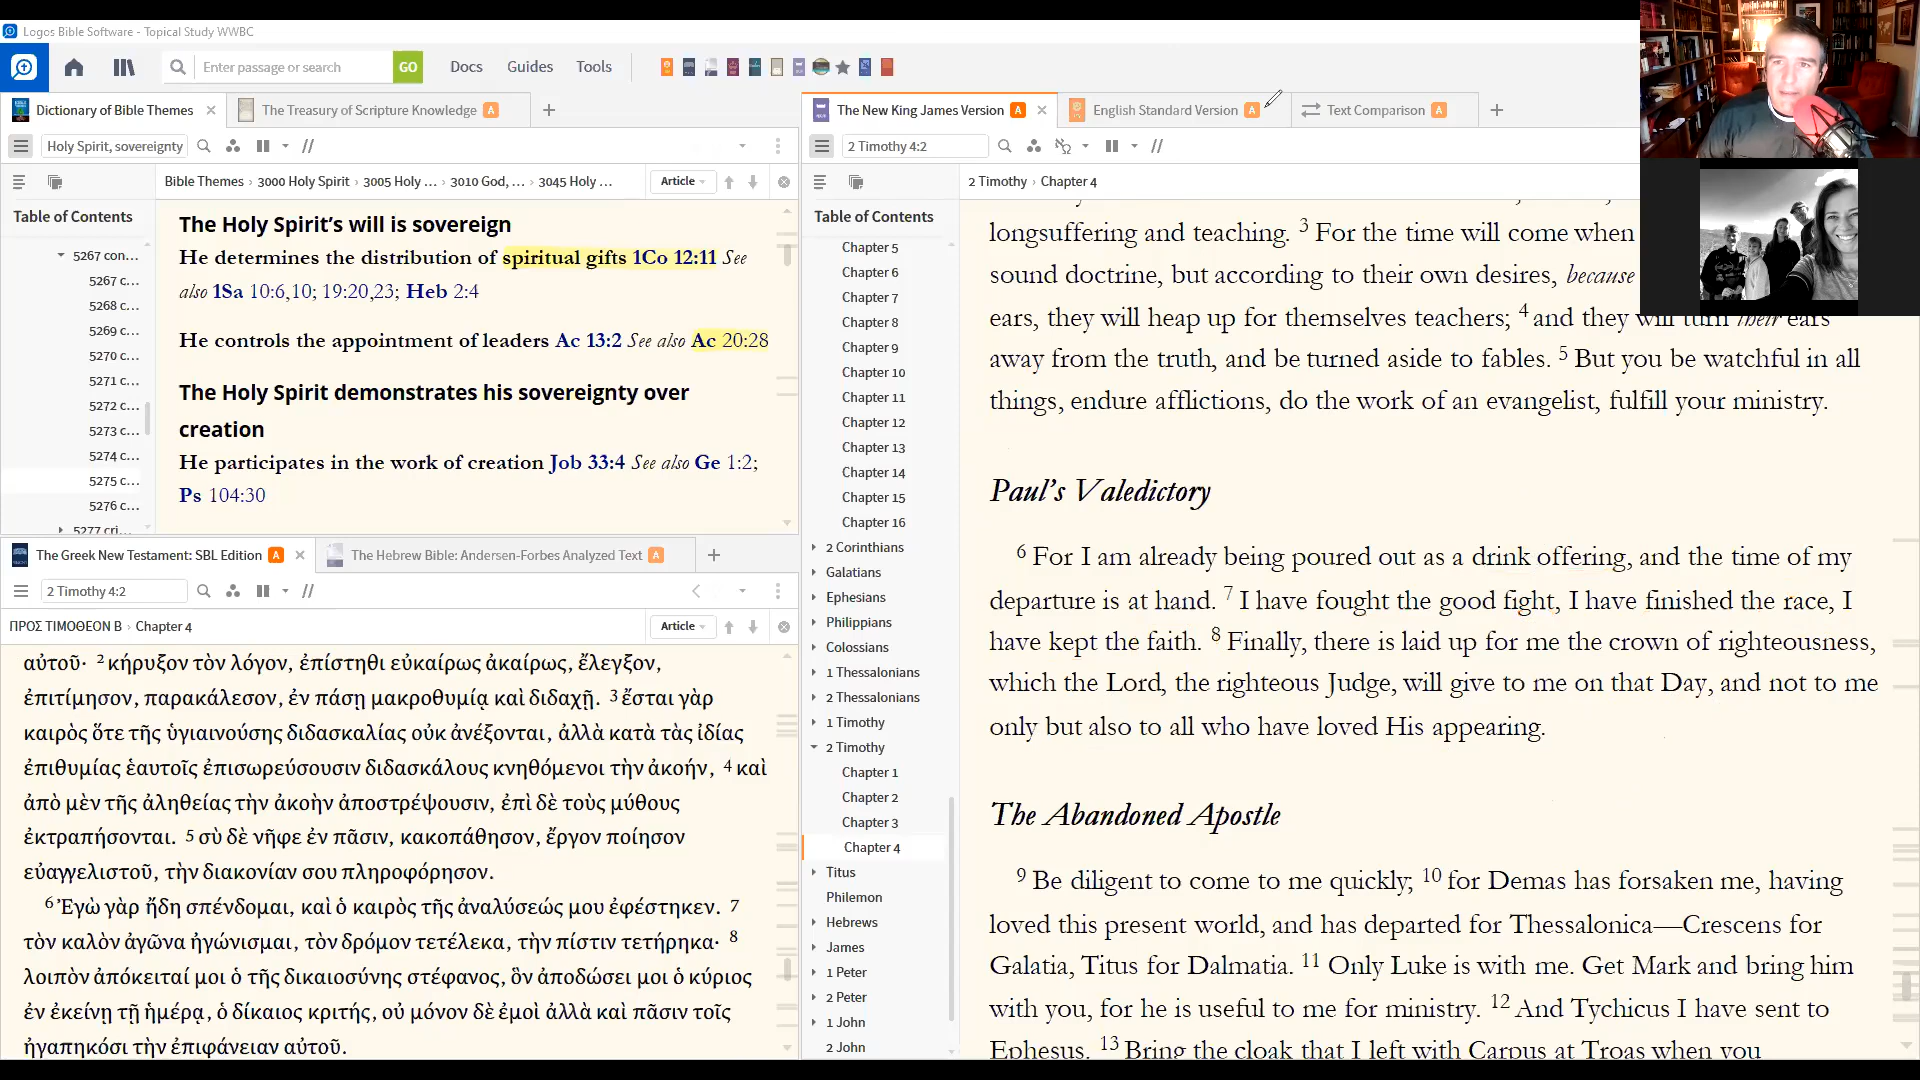 Logos Bible Software - Topical Study WWBC
Enter passage or search
GO
Docs
Guides
Tools
Dictionary of Bible Themes
The Treasury of Scripture Knowledge A
Holy Spirit, sovereignty
Bible Themes › 3000 Holy Spirit › 3005 Holy ... › 3010 God, ... › 3045 Holy ...
Article
Table of Contents
5267 con...
5267 c...
5268 c...
5269 c...
5270 c...
5271 c...
5272 c...
5273 c...
5274 c...
5275 c...
5276 c...
5277 cri...
The Holy Spirit’s will is sovereign
He determines the distribution of spiritual gifts 1Co 12:11 See
also 1Sa 10:6,10; 19:20,23; Heb 2:4
He controls the appointment of leaders Ac 13:2 See also Ac 20:28
The Holy Spirit demonstrates his sovereignty over
creation
He participates in the work of creation Job 33:4 See also Ge 1:2;
Ps 104:30
The Greek New Testament: SBL Edition A
The Hebrew Bible: Andersen-Forbes Analyzed Text A
2 Timothy 4:2
ΠΡΟΣ ΤΙΜΟΘΕΟΝ Β › Chapter 4
Article
αὐτοῦ· 2 κήρυξον τὸν λόγον, ἐπίστηθι εὐκαίρως ἀκαίρως, ἔλεγξον,
ἐπιτίμησον, παρακάλεσον, ἐν πάσῃ μακροθυμίᾳ καὶ διδαχῇ. 3 ἔσται γὰρ
καιρὸς ὅτε τῆς ὑγιαινούσης διδασκαλίας οὐκ ἀνέξονται, ἀλλὰ κατὰ τὰς ἰδίας
ἐπιθυμίας ἑαυτοῖς ἐπισωρεύσουσιν διδασκάλους κνηθόμενοι τὴν ἀκοήν, 4 καὶ
ἀπὸ μὲν τῆς ἀληθείας τὴν ἀκοὴν ἀποστρέψουσιν, ἐπὶ δὲ τοὺς μύθους
ἐκτραπήσονται. 5 σὺ δὲ νῆφε ἐν πᾶσιν, κακοπάθησον, ἔργον ποίησον
εὐαγγελιστοῦ, τὴν διακονίαν σου πληροφόρησον.
6 Ἐγὼ γὰρ ἤδη σπένδομαι, καὶ ὁ καιρὸς τῆς ἀναλύσεώς μου ἐφέστηκεν. 7
τὸν καλὸν ἀγῶνα ἠγώνισμαι, τὸν δρόμον τετέλεκα, τὴν πίστιν τετήρηκα· 8
λοιπὸν ἀπόκειταί μοι ὁ τῆς δικαιοσύνης στέφανος, ὃν ἀποδώσει μοι ὁ κύριος
ἐν ἐκείνῃ τῇ ἡμέρᾳ, ὁ δίκαιος κριτής, οὐ μόνον δὲ ἐμοὶ ἀλλὰ καὶ πᾶσιν τοῖς
ἠγαπηκόσι τὴν ἐπιφάνειαν αὐτοῦ.
The New King James Version A
English Standard Version A
Text Comparison A
2 Timothy 4:2
2 Timothy › Chapter 4
Table of Contents
Chapter 5
Chapter 6
Chapter 7
Chapter 8
Chapter 9
Chapter 10
Chapter 11
Chapter 12
Chapter 13
Chapter 14
Chapter 15
Chapter 16
2 Corinthians
Galatians
Ephesians
Philippians
Colossians
1 Thessalonians
2 Thessalonians
1 Timothy
2 Timothy
Chapter 1
Chapter 2
Chapter 3
Chapter 4
Titus
Philemon
Hebrews
James
1 Peter
2 Peter
1 John
2 John
longsuffering and teaching. 3 For the time will come when
sound doctrine, but according to their own desires, because
ears, they will heap up for themselves teachers; 4 and they will turn their ears
away from the truth, and be turned aside to fables. 5 But you be watchful in all
things, endure afflictions, do the work of an evangelist, fulfill your ministry.
Paul’s Valedictory
6 For I am already being poured out as a drink offering, and the time of my
departure is at hand. 7 I have fought the good fight, I have finished the race, I
have kept the faith. 8 Finally, there is laid up for me the crown of righteousness,
which the Lord, the righteous Judge, will give to me on that Day, and not to me
only but also to all who have loved His appearing.
The Abandoned Apostle
9 Be diligent to come to me quickly; 10 for Demas has forsaken me, having
loved this present world, and has departed for Thessalonica—Crescens for
Galatia, Titus for Dalmatia. 11 Only Luke is with me. Get Mark and bring him
with you, for he is useful to me for ministry. 12 And Tychicus I have sent to
Ephesus. 13 Bring the cloak that I left with Carpus at Troas when you